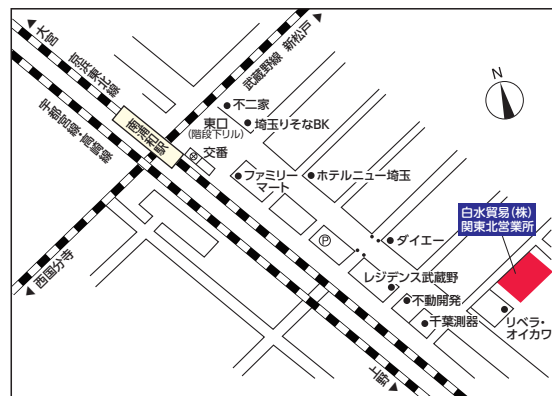 大宮
京浜東北線
宇都宮線・高崎線
武蔵野線 新松戸
南浦和駅
不二家
東口
(階段下リル)
埼玉りそなBK
交番
N
ファミリー
マート
ホテルニュー埼玉
白水貿易(株)
関東北営業所
P
ダイエー
レジデンス武蔵野
不動開発
千葉測器
リベラ・
オイカワ
西国分寺
上野